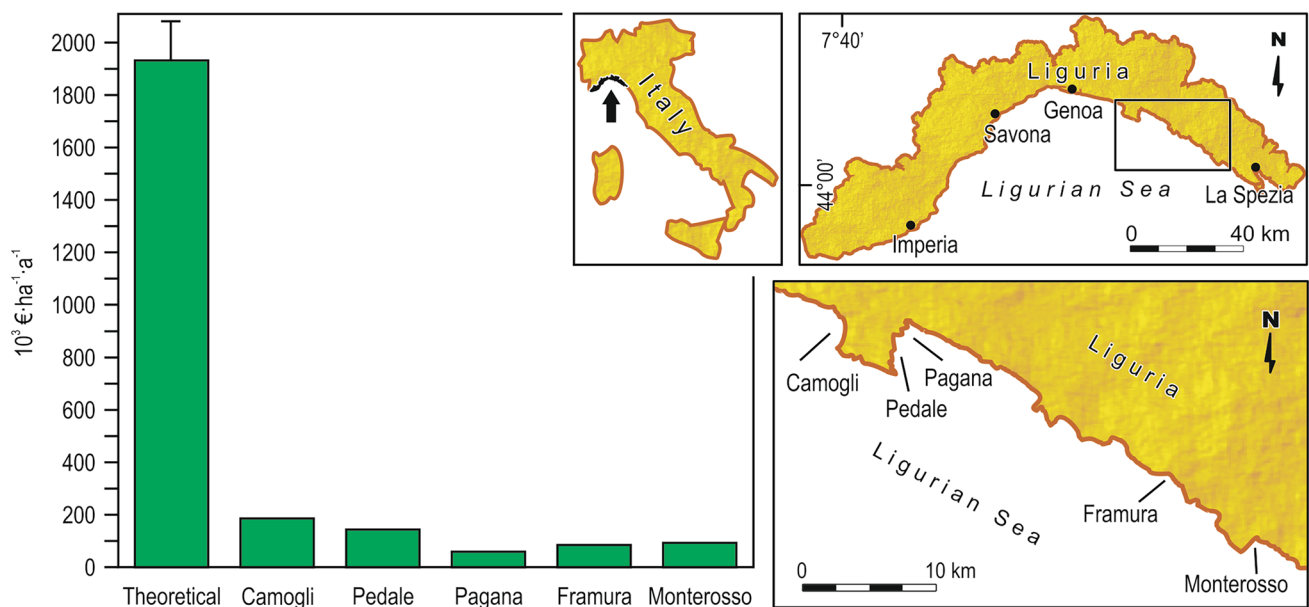 2000
1800
1600
1400
1200
1000
800
600
400
200
0
10³ €·ha⁻¹·a⁻¹
Theoretical Camogli Pedale Pagana Framura Monterosso
Italy
7°40'
44°00'
N
Liguria
Genoa
Savona
Ligurian Sea
La Spezia
Imperia
0 40 km
N
Liguria
Camogli
Pagana
Pedale
Ligurian Sea
Framura
Monterosso
0 10 km